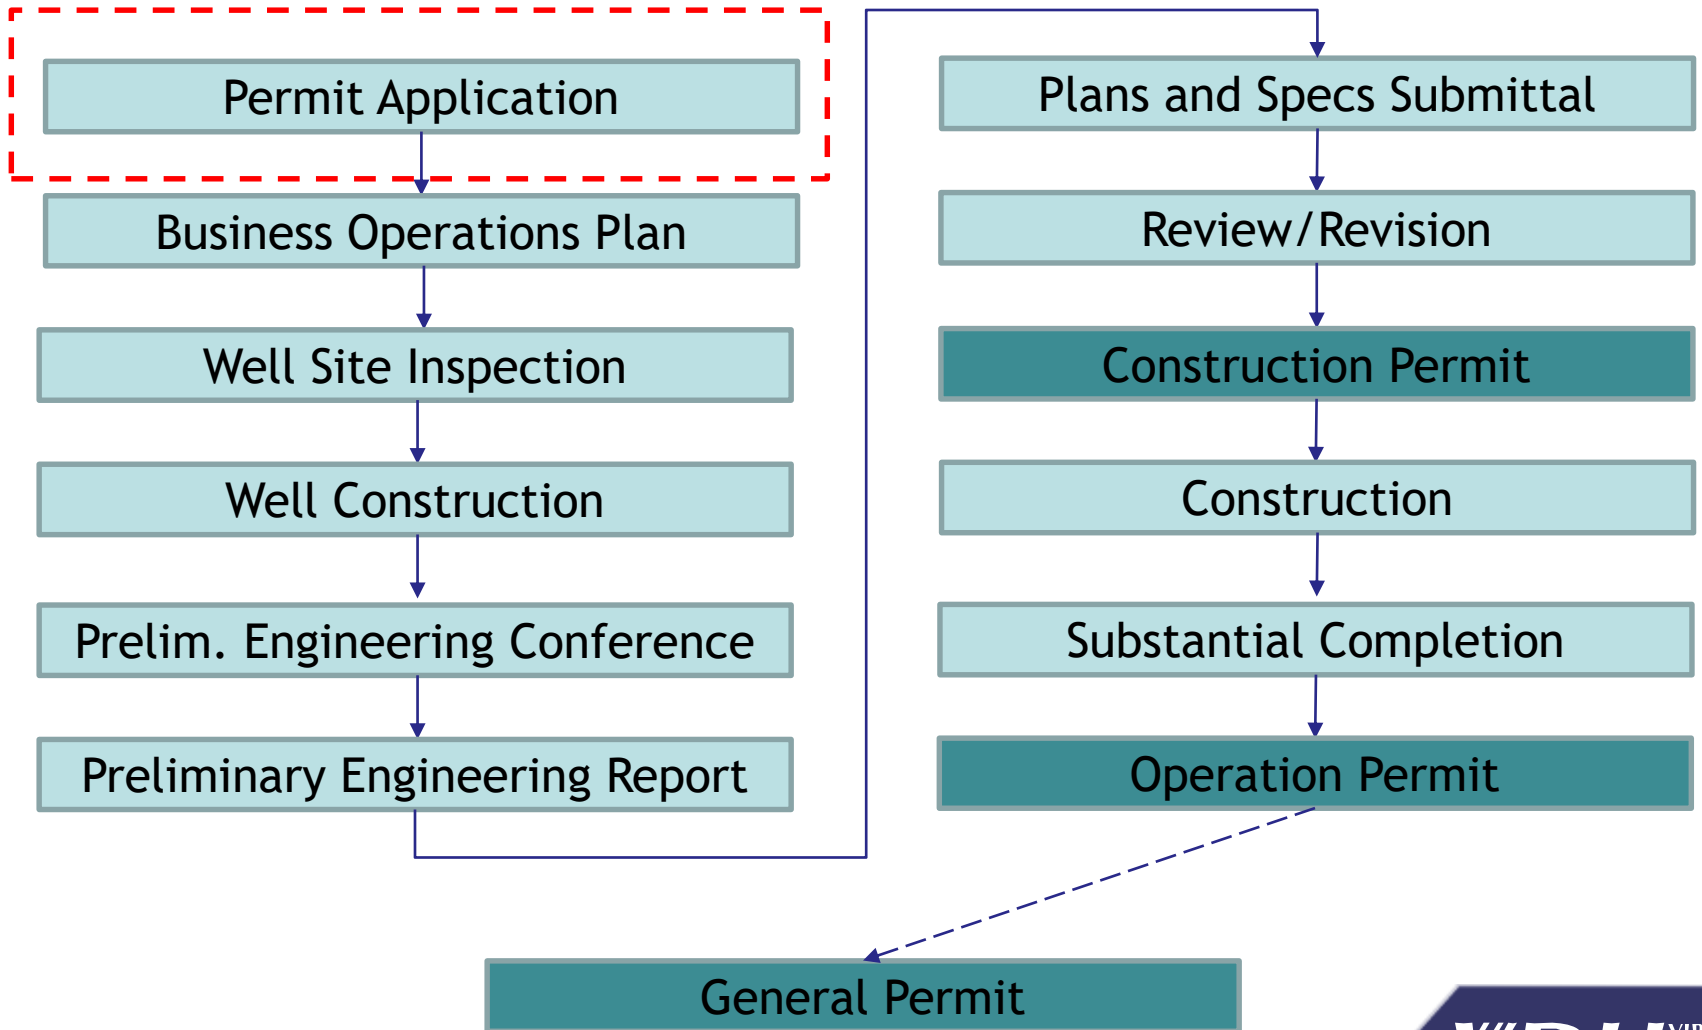 Permit Application
Business Operations Plan
Well Site Inspection
Well Construction
Prelim. Engineering Conference
Preliminary Engineering Report
Plans and Specs Submittal
Review/Revision
Construction Permit
Construction
Substantial Completion
Operation Permit
General Permit